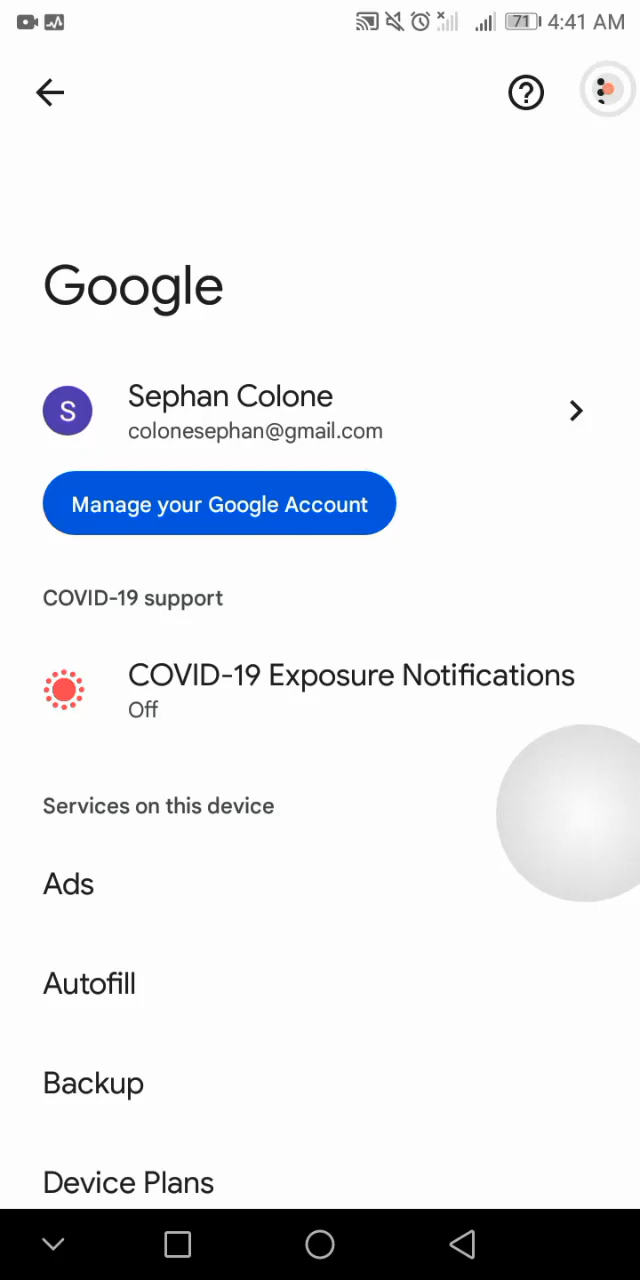 71 4:41 AM
Google
S
Sephan Colone
colonesephan@gmail.com
Manage your Google Account
COVID-19 support
COVID-19 Exposure Notifications
Off
Services on this device
Ads
Autofill
Backup
Device Plans